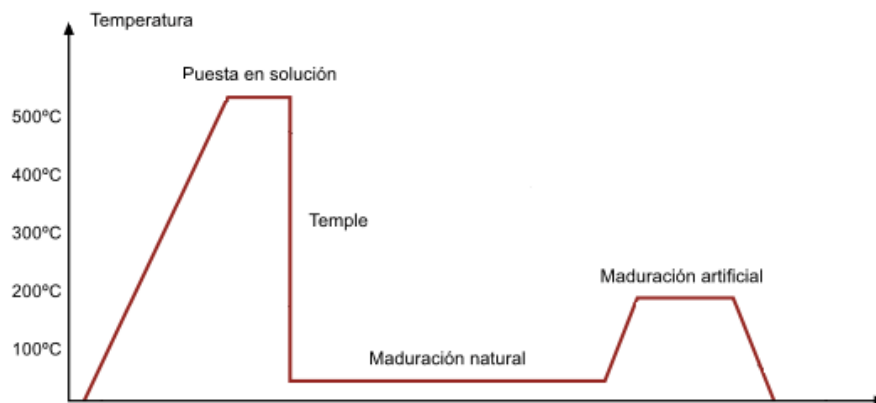 Temperatura
Puesta en solución
500ºC
400ºC
300ºC
Temple
200ºC
Maduración artificial
100ºC
Maduración natural